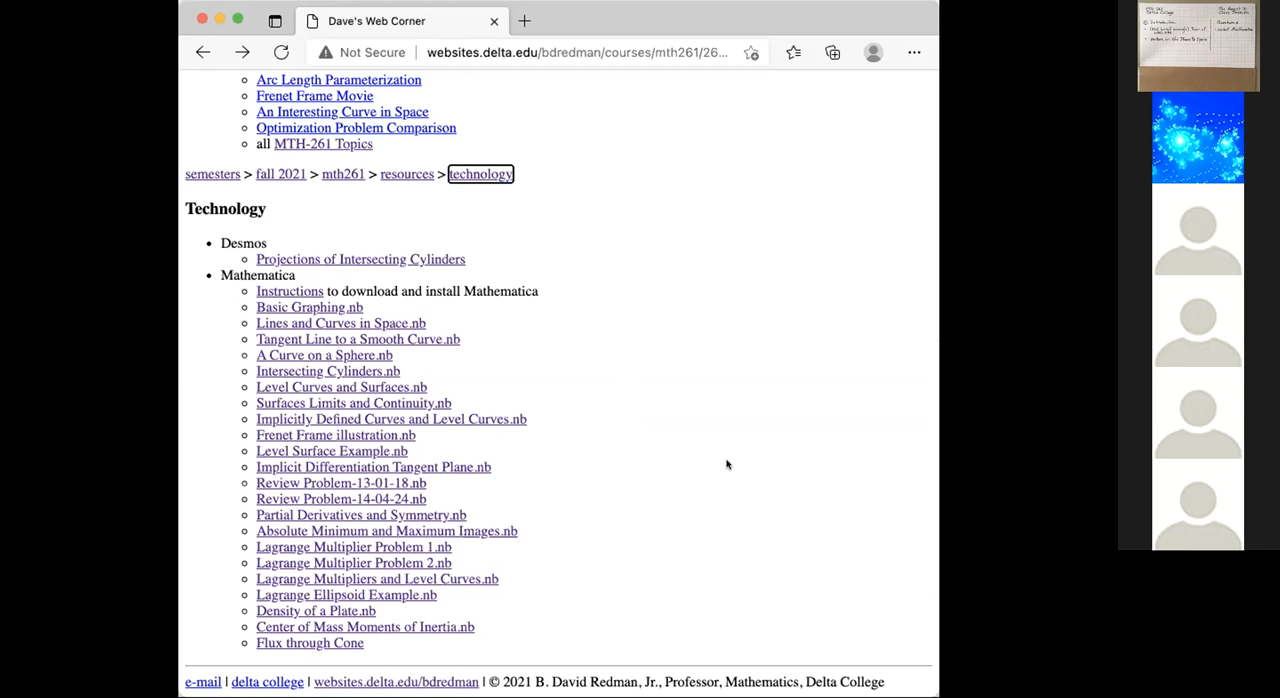 Dave's Web Corner
Not Secure
websites.delta.edu/bdredman/courses/mth261/26...
Arc Length Parameterization
Frenet Frame Movie
An Interesting Curve in Space
Optimization Problem Comparison
all MTH-261 Topics
semesters > fall 2021 > mth261 > resources > technology
Technology
Desmos
Projections of Intersecting Cylinders
Mathematica
Instructions to download and install Mathematica
Basic Graphing.nb
Lines and Curves in Space.nb
Tangent Line to a Smooth Curve.nb
A Curve on a Sphere.nb
Intersecting Cylinders.nb
Level Curves and Surfaces.nb
Surfaces Limits and Continuity.nb
Implicitly Defined Curves and Level Curves.nb
Frenet Frame illustration.nb
Level Surface Example.nb
Implicit Differentiation Tangent Plane.nb
Review Problem-13-01-18.nb
Review Problem-14-04-24.nb
Partial Derivatives and Symmetry.nb
Absolute Minimum and Maximum Images.nb
Lagrange Multiplier Problem 1.nb
Lagrange Multiplier Problem 2.nb
Lagrange Multipliers and Level Curves.nb
Lagrange Ellipsoid Example.nb
Density of a Plate.nb
Center of Mass Moments of Inertia.nb
Flux through Cone
e-mail | delta college | websites.delta.edu/bdredman | © 2021 B. David Redman, Jr., Professor, Mathematics, Delta College